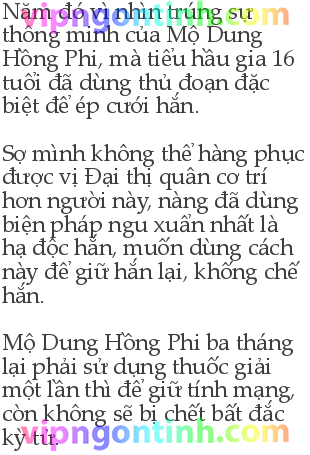 Năm đó vì nhìn trúng sự
thông minh của Mộ Dung
Hồng Phi, mà tiểu hầu gia 16
tuổi đã dùng thủ đoạn đặc
biệt để ép cưới hắn.
Sợ mình không thể hàng phục
được vị Đại thị quân cơ trí
hơn người này, nàng đã dùng
biện pháp ngu xuẩn nhất là
hạ độc hắn, muốn dùng cách
này để giữ hắn lại, khống chế
hắn.
Mộ Dung Hồng Phi ba tháng
lại phải sử dụng thuốc giải
một lần thì để giữ tính mạng,
còn không sẽ bị chết bất đắc
kỳ tử.
vipngontinh.com
vipngontinh.com